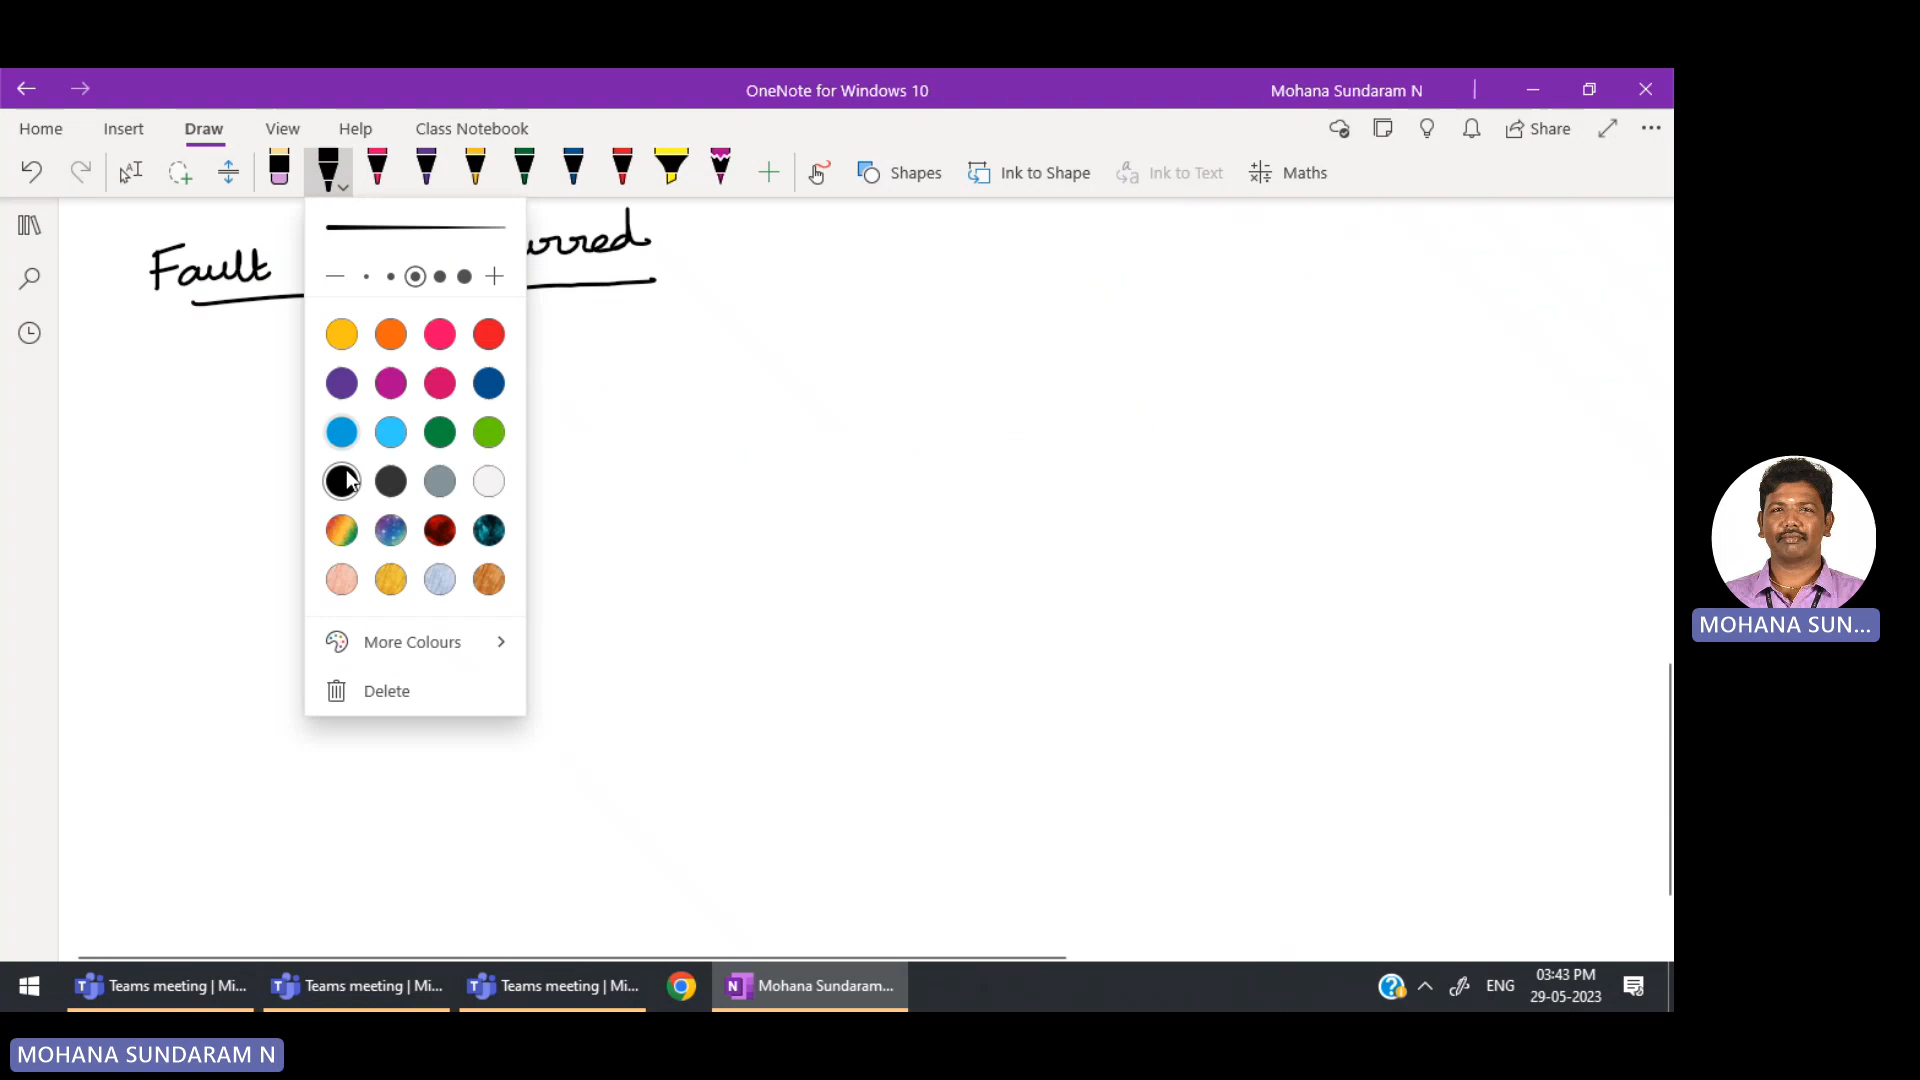 OneNote for Windows 10
Mohana Sundaram N
Home Insert Draw View Help Class Notebook
Share
Shapes Ink to Shape Ink to Text Maths
Fault urred
More Colours
Delete
MOHANA SUN...
Teams meeting | Mi... Teams meeting | Mi... Teams meeting | Mi... Mohana Sundaram... ENG 03:43 PM
29-05-2023
MOHANA SUNDARAM N